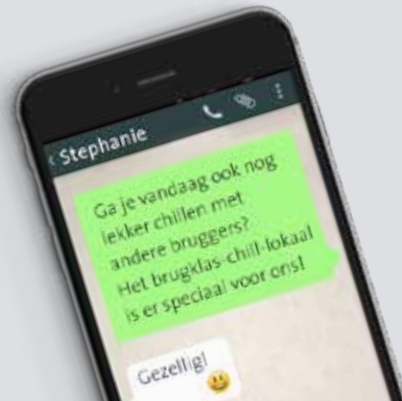 Stephanie
Ga je vandaag ook nog
lekker chillen met
andere bruggers?
Het brugklas-chill-lokaal
is er speciaal voor ons!
Gezellig!